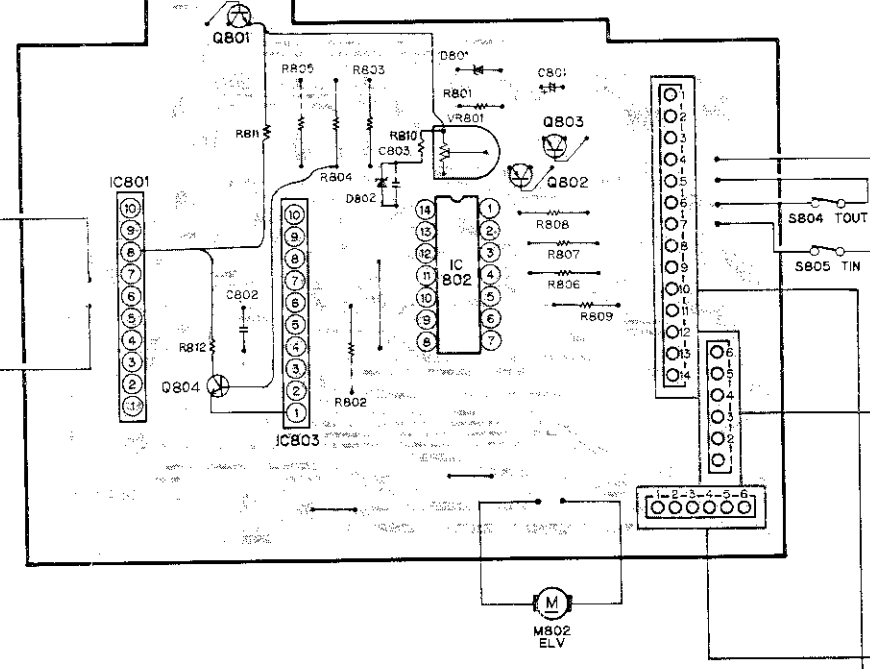 Q801
D801
R805
R803
C801
R801
VR801
R811
R810
Q803
C803
R804
Q802
IC801
D802
IC
802
R808
R807
R806
R809
C802
R812
Q804
R802
IC803
S804 TOUT
S805 TIN
10
9
8
7
6
5
4
3
2
1
10
9
8
7
6
5
4
3
2
1
14
13
12
11
10
9
8
1
2
3
4
5
6
7
1
2
3
4
5
6
7
8
9
10
11
12
13
14
6
5
4
3
2
1
1-2-3-4-5-6
M
M802
ELV